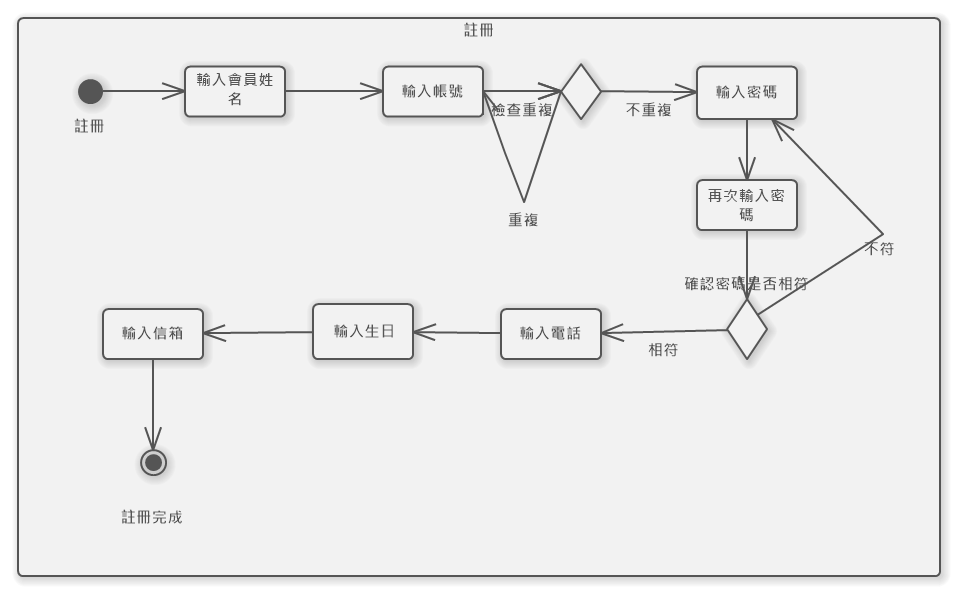 註冊
輸入會員姓
名
輸入帳號
檢查重複
不重複
輸入密碼
註冊
再次輸入密
碼
重複
不符
確認密碼是否相符
輸入信箱
輸入生日
輸入電話
相符
註冊完成